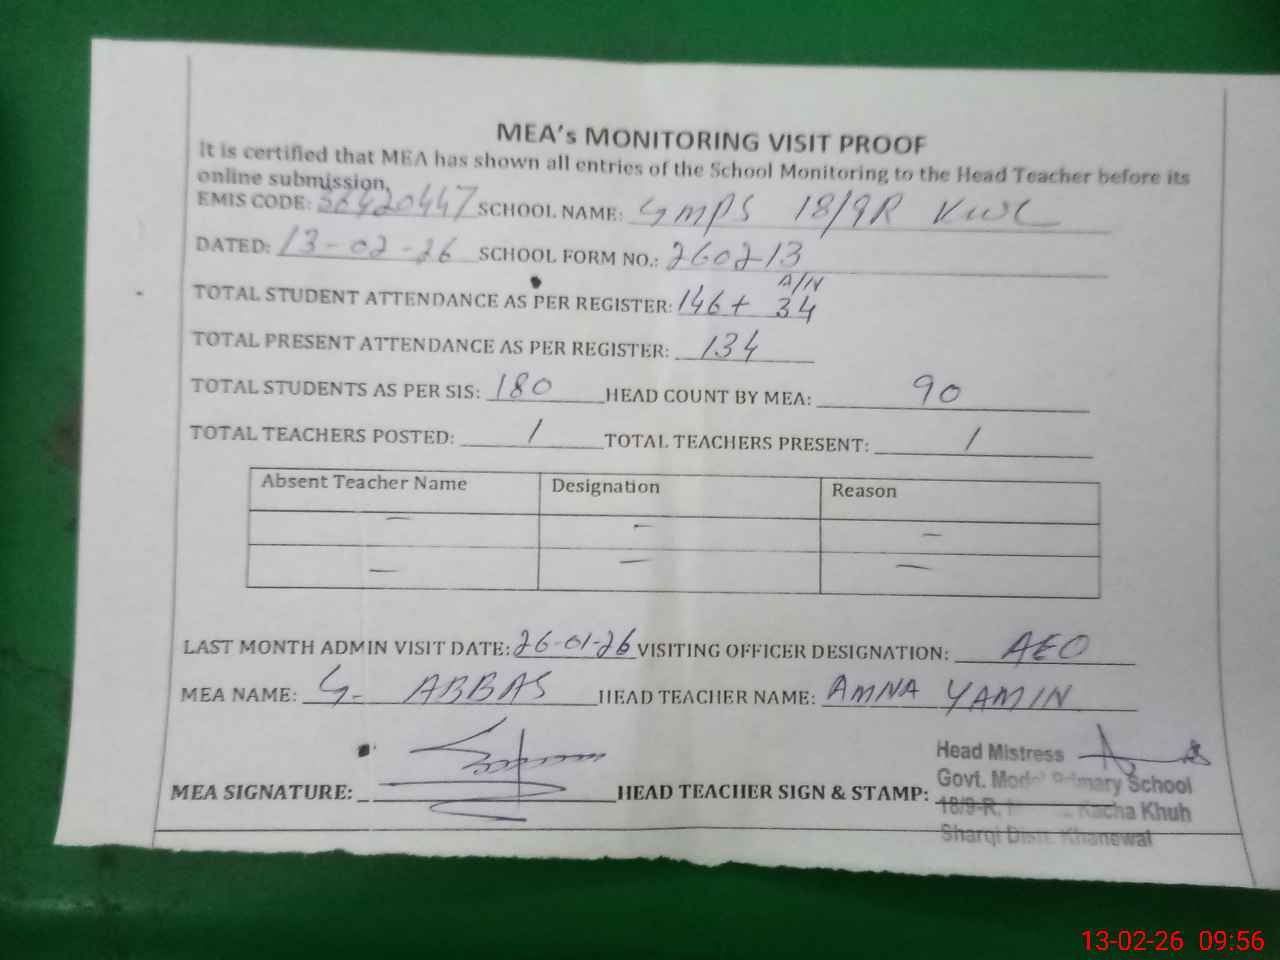 MEA's MONITORING VISIT PROOF
It is certified that MEA has shown all entries of the School Monitoring to the Head Teacher before its
online submission.
EMIS CODE: 36420447 SCHOOL NAME: GMPS 18/9R KWL
DATED: 13-02-26 SCHOOL FORM NO.: 260213
A/N
TOTAL STUDENT ATTENDANCE AS PER REGISTER: 146+ 34
TOTAL PRESENT ATTENDANCE AS PER REGISTER: 134
TOTAL STUDENTS AS PER SIS: 180 HEAD COUNT BY MEA: 90
TOTAL TEACHERS POSTED: 1 TOTAL TEACHERS PRESENT: 1
Absent Teacher Name Designation Reason
— — —
— — —
LAST MONTH ADMIN VISIT DATE: 26-01-26 VISITING OFFICER DESIGNATION: AEO
MEA NAME: G. ABBAS HEAD TEACHER NAME: AMNA YAMIN
Head Mistress
Govt. Model Primary School
MEA SIGNATURE: HEAD TEACHER SIGN & STAMP:
18/9-R, Kacha Khuh
Sharqi Distt. Khanewal
13-02-26 09:56